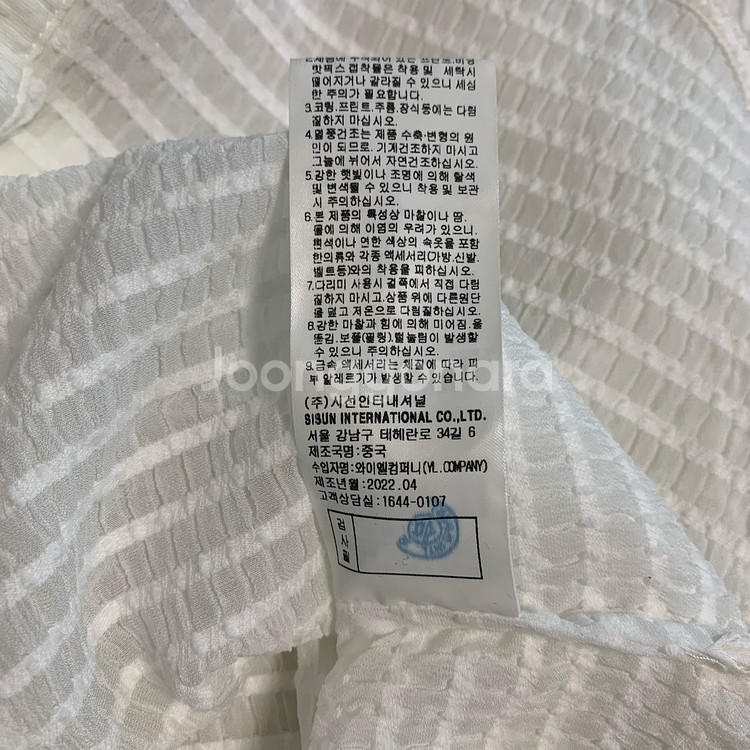 핫픽스 접착물은 착용 및 세탁시
떨어지거나 갈라질 수 있으니 세심
한 주의가 필요합니다.
3.코팅.프린트.주름.장식등에는 다림
질하지 마십시오.
4.열풍건조는 제품 수축·변형의 원
인이 되므로. 기계건조하지 마시고
그늘에 뉘어서 자연건조하십시오.
5.강한 햇빛이나 조명에 의해 탈색
및 변색될 수 있으니 착용 및 보관
시 주의하십시오.
6.본 제품의 특성상 마찰이나 땀.
물에 의해 이염의 우려가 있으니.
흰색이나 연한 색상의 속옷을 포함
한의류와 각종 액세서리(가방.신발.
벨트등)와의 착용을 피하십시오.
7.다리미 사용시 겉쪽에서 직접 다림
질하지 마시고.상품 위에 다른원단
을 덮고 저온으로 다림질하십시오.
8.강한 마찰과 힘에 의해 미어짐.올
뜯김.보풀(필링).털눌림이 발생할
수 있으니 주의하십시오.
9.금속 액세서리는 체질에 따라 피
부 알레르기가 발생할 수 있습니다.
Joonggonara
(주)시선인터내셔널
SISUN INTERNATIONAL CO.,LTD.
서울 강남구 테헤란로 34길 6
제조국명:중국
수입자명:와이엘컴퍼니(YL.COMPANY)
제조년월:2022.04
고객상담실:1644-0107
검사필